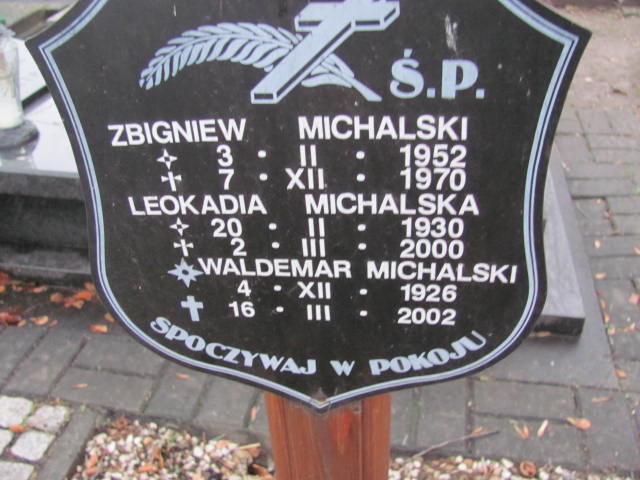 Ś.P.
ZBIGNIEW MICHALSKI
3 · II · 1952
7 · XII · 1970
LEOKADIA MICHALSKA
20 · II · 1930
2 · III · 2000
WALDEMAR MICHALSKI
4 · XII · 1926
16 · III · 2002
SPOCZYWAJ W POKOJU